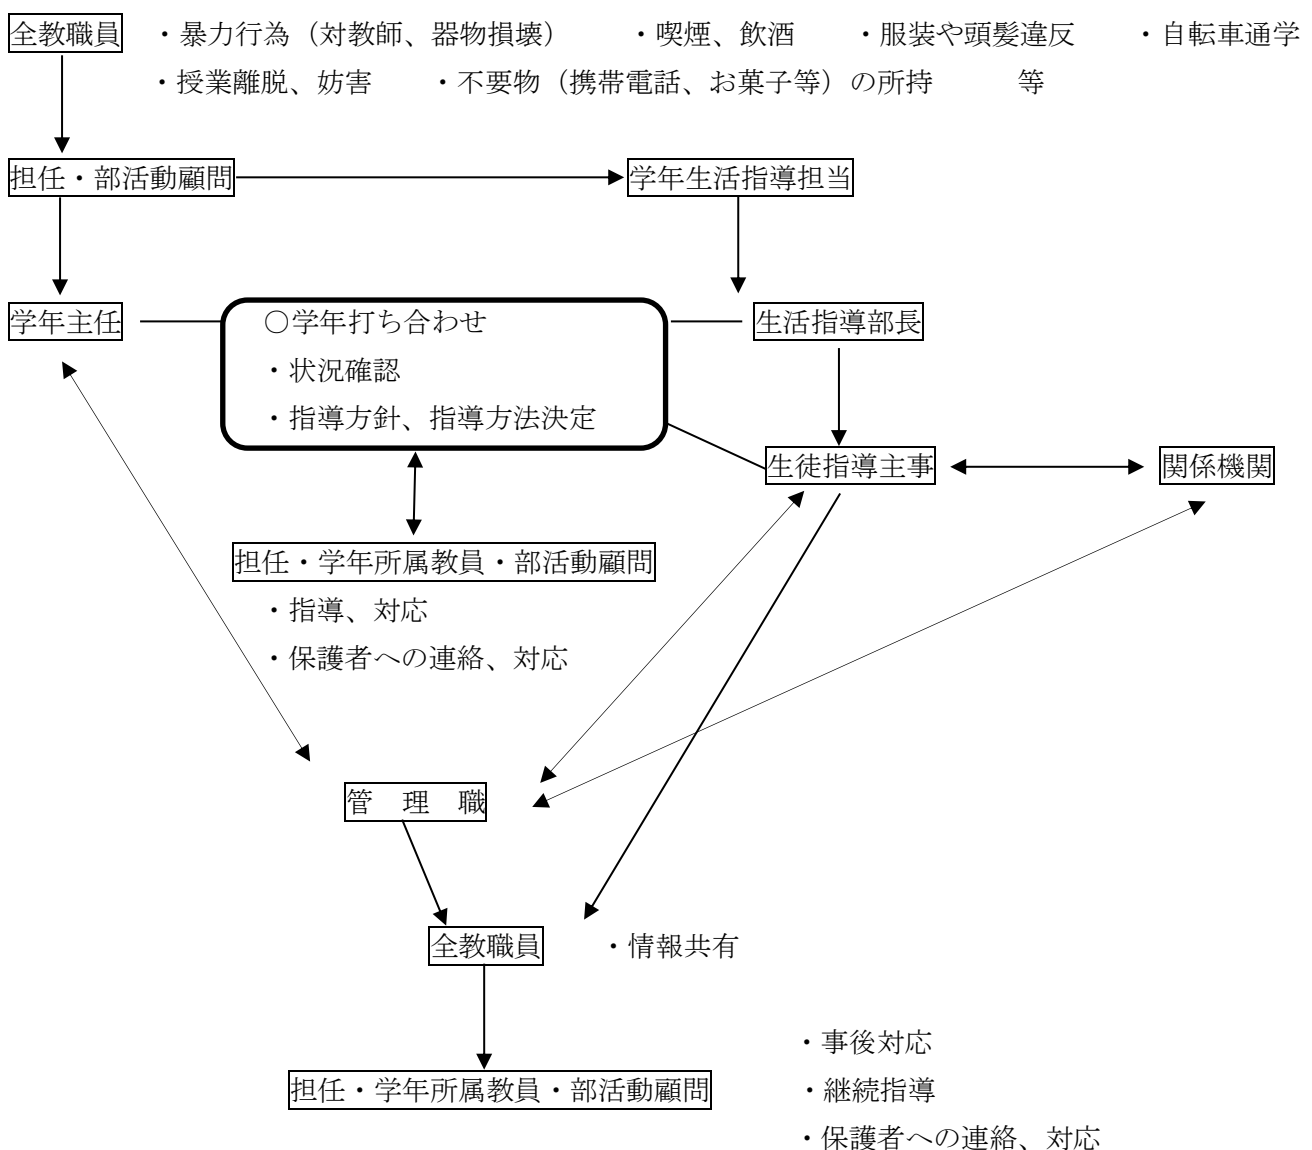 全教職員 ・暴力行為(対教師、器物損壊) ・喫煙、飲酒 ・服装や頭髪違反 ・自転車通学
・授業離脱、妨害 ・不要物(携帯電話、お菓子等)の所持 等
担任・部活動顧問 学年生活指導担当
学年主任 ○学年打ち合わせ 生活指導部長
・状況確認
・指導方針、指導方法決定
生徒指導主事 関係機関
担任・学年所属教員・部活動顧問
・指導、対応
・保護者への連絡、対応
管 理 職
全教職員 ・情報共有
・事後対応
担任・学年所属教員・部活動顧問 ・継続指導
・保護者への連絡、対応